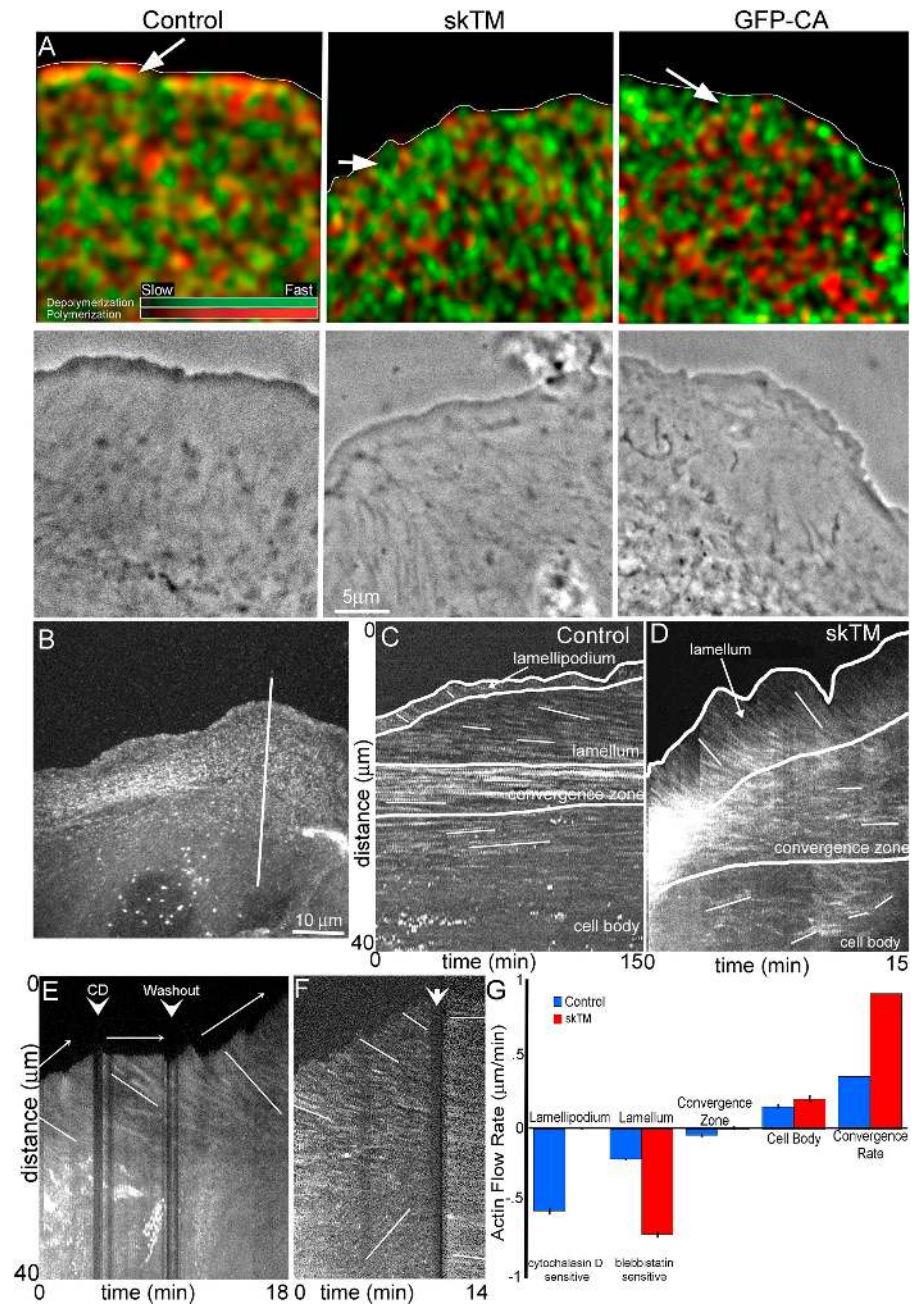 Control
skTM
GFP-CA
A
Slow
Fast
Depolymerization
Polymerization
5μm
B
10 μm
C
Control
lamellipodium
lamellum
convergence zone
cell body
0
distance (μm)
40
0
time (min)
15
D
skTM
lamellum
convergence zone
cell body
0
time (min)
15
E
CD
Washout
0
distance (μm)
40
0
time (min)
18
F
0
time (min)
14
G
Control
skTM
Actin Flow Rate (μm/min)
1
.5
0
-.5
-1
Lamellipodium
Lamellum
Convergence
Zone
Cell Body
Convergence
Rate
cytochalasin D
sensitive
blebbistatin
sensitive